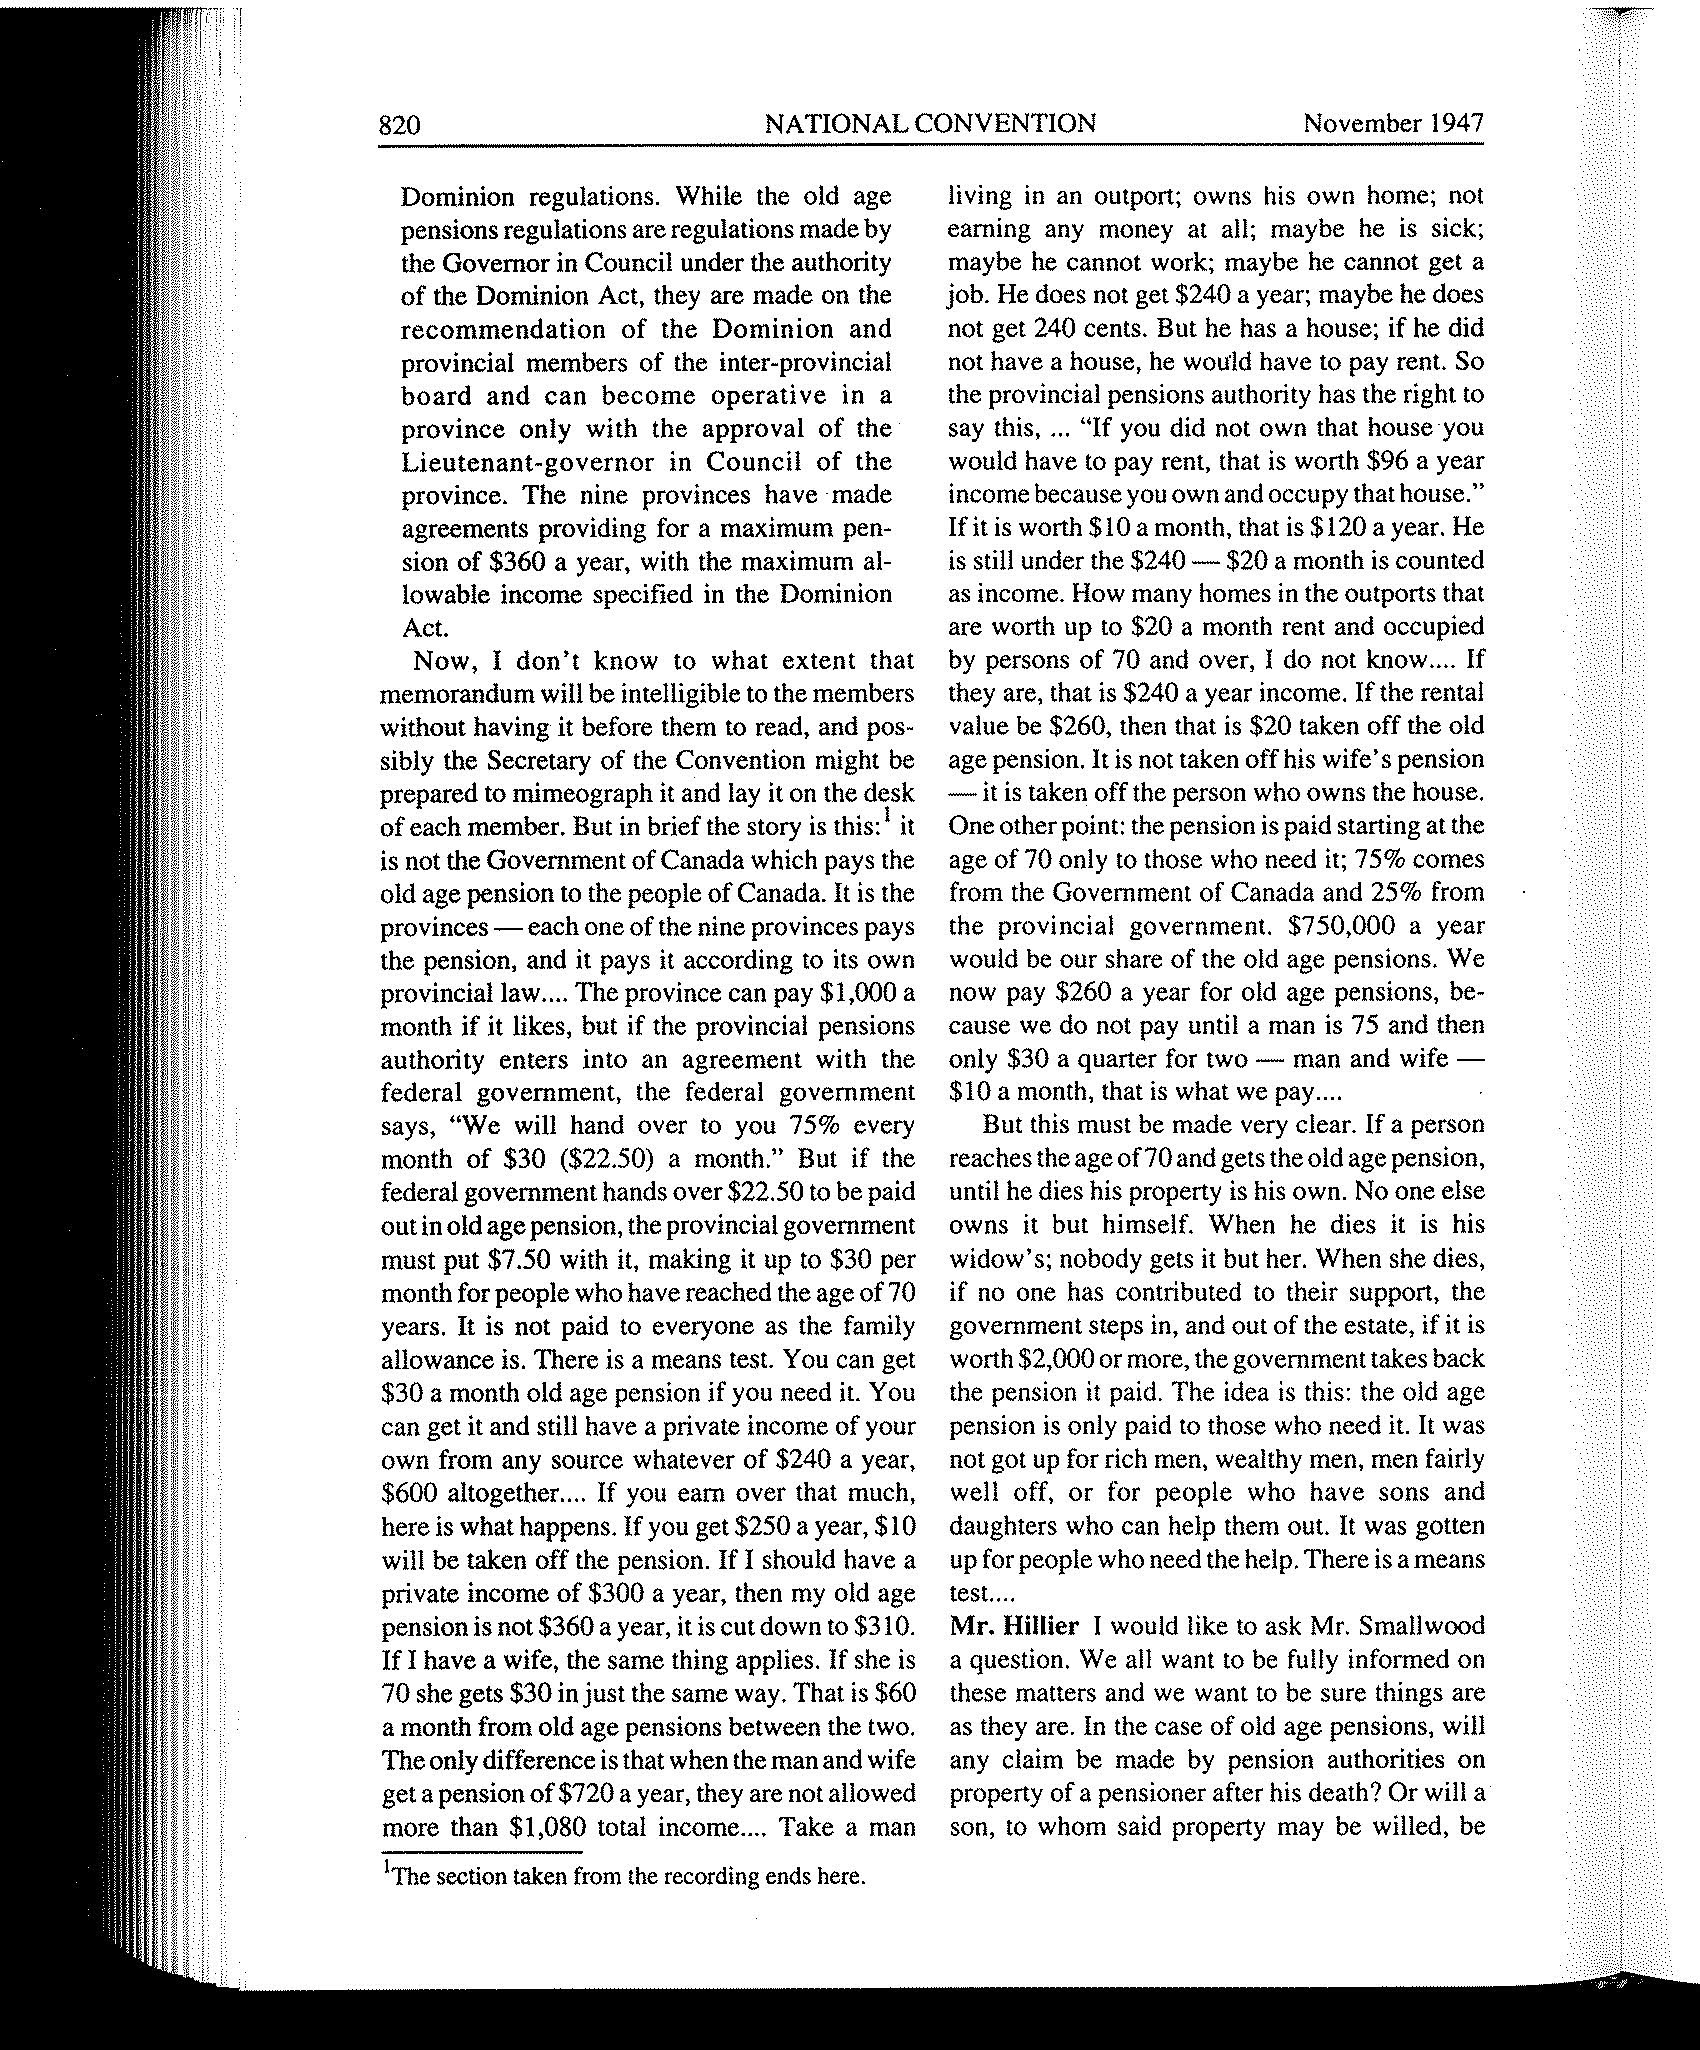 820 NATIONAL CONVENTION November 1947
Dominion regulations. While the old age
pensions regulations are regulations made by
the Governor in Council under the authority
of the Dominion Act, they are made on the
recommendation of the Dominion and
provincial members of the inter-provincial
board and can become operative in a
province only with the approval of the
Lieutenant-governor in Council of the
province. The nine provinces have made
agreements providing for a maximum pen-
sion of $360 a year, with the maximum al-
lowable income specified in the Dominion
Act.
Now, I don't know to what extent that
memorandum will be intelligible to the members
without having it before them to read, and pos-
sibly the Secretary of the Convention might be
prepared to mimeograph it and lay it on the desk
of each member. But in brief the story is this:¹ it
is not the Government of Canada which pays the
old age pension to the people of Canada. It is the
provinces — each one of the nine provinces pays
the pension, and it pays it according to its own
provincial law.... The province can pay $1,000 a
month if it likes, but if the provincial pensions
authority enters into an agreement with the
federal government, the federal government
says, "We will hand over to you 75% every
month of $30 ($22.50) a month." But if the
federal government hands over $22.50 to be paid
out in old age pension, the provincial government
must put $7.50 with it, making it up to $30 per
month for people who have reached the age of 70
years. It is not paid to everyone as the family
allowance is. There is a means test. You can get
$30 a month old age pension if you need it. You
can get it and still have a private income of your
own from any source whatever of $240 a year,
$600 altogether.... If you earn over that much,
here is what happens. If you get $250 a year, $10
will be taken off the pension. If I should have a
private income of $300 a year, then my old age
pension is not $360 a year, it is cut down to $310.
If I have a wife, the same thing applies. If she is
70 she gets $30 in just the same way. That is $60
a month from old age pensions between the two.
The only difference is that when the man and wife
get a pension of $720 a year, they are not allowed
more than $1,080 total income.... Take a man
¹The section taken from the recording ends here.
living in an outport; owns his own home; not
earning any money at all; maybe he is sick;
maybe he cannot work; maybe he cannot get a
job. He does not get $240 a year; maybe he does
not get 240 cents. But he has a house; if he did
not have a house, he would have to pay rent. So
the provincial pensions authority has the right to
say this, ... "If you did not own that house you
would have to pay rent, that is worth $96 a year
income because you own and occupy that house."
If it is worth $10 a month, that is $120 a year. He
is still under the $240 — $20 a month is counted
as income. How many homes in the outports that
are worth up to $20 a month rent and occupied
by persons of 70 and over, I do not know.... If
they are, that is $240 a year income. If the rental
value be $260, then that is $20 taken off the old
age pension. It is not taken off his wife's pension
— it is taken off the person who owns the house.
One other point: the pension is paid starting at the
age of 70 only to those who need it; 75% comes
from the Government of Canada and 25% from
the provincial government. $750,000 a year
would be our share of the old age pensions. We
now pay $260 a year for old age pensions, be-
cause we do not pay until a man is 75 and then
only $30 a quarter for two — man and wife —
$10 a month, that is what we pay....
But this must be made very clear. If a person
reaches the age of 70 and gets the old age pension,
until he dies his property is his own. No one else
owns it but himself. When he dies it is his
widow's; nobody gets it but her. When she dies,
if no one has contributed to their support, the
government steps in, and out of the estate, if it is
worth $2,000 or more, the government takes back
the pension it paid. The idea is this: the old age
pension is only paid to those who need it. It was
not got up for rich men, wealthy men, men fairly
well off, or for people who have sons and
daughters who can help them out. It was gotten
up for people who need the help. There is a means
test....
Mr. Hillier I would like to ask Mr. Smallwood
a question. We all want to be fully informed on
these matters and we want to be sure things are
as they are. In the case of old age pensions, will
any claim be made by pension authorities on
property of a pensioner after his death? Or will a
son, to whom said property may be willed, be